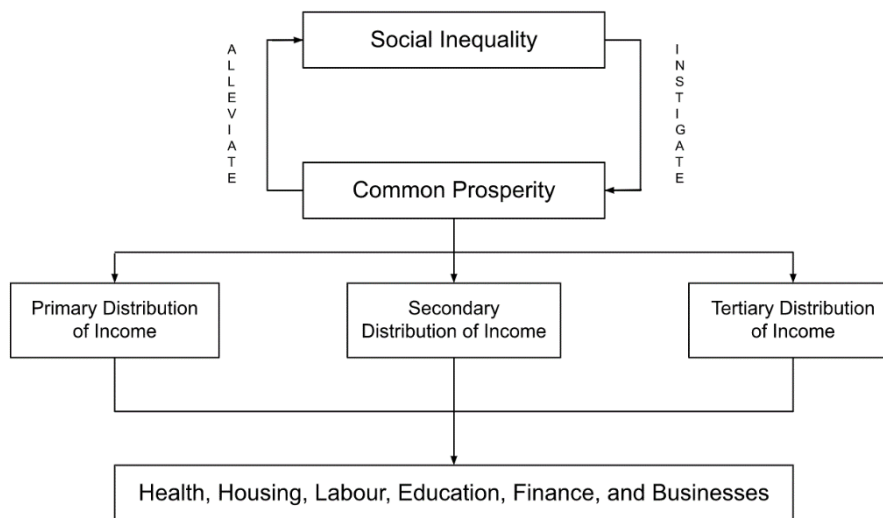 Social Inequality
ALLEVIATE
INSTIGATE
Common Prosperity
Primary Distribution
of Income
Secondary
Distribution of Income
Tertiary Distribution
of Income
Health, Housing, Labour, Education, Finance, and Businesses